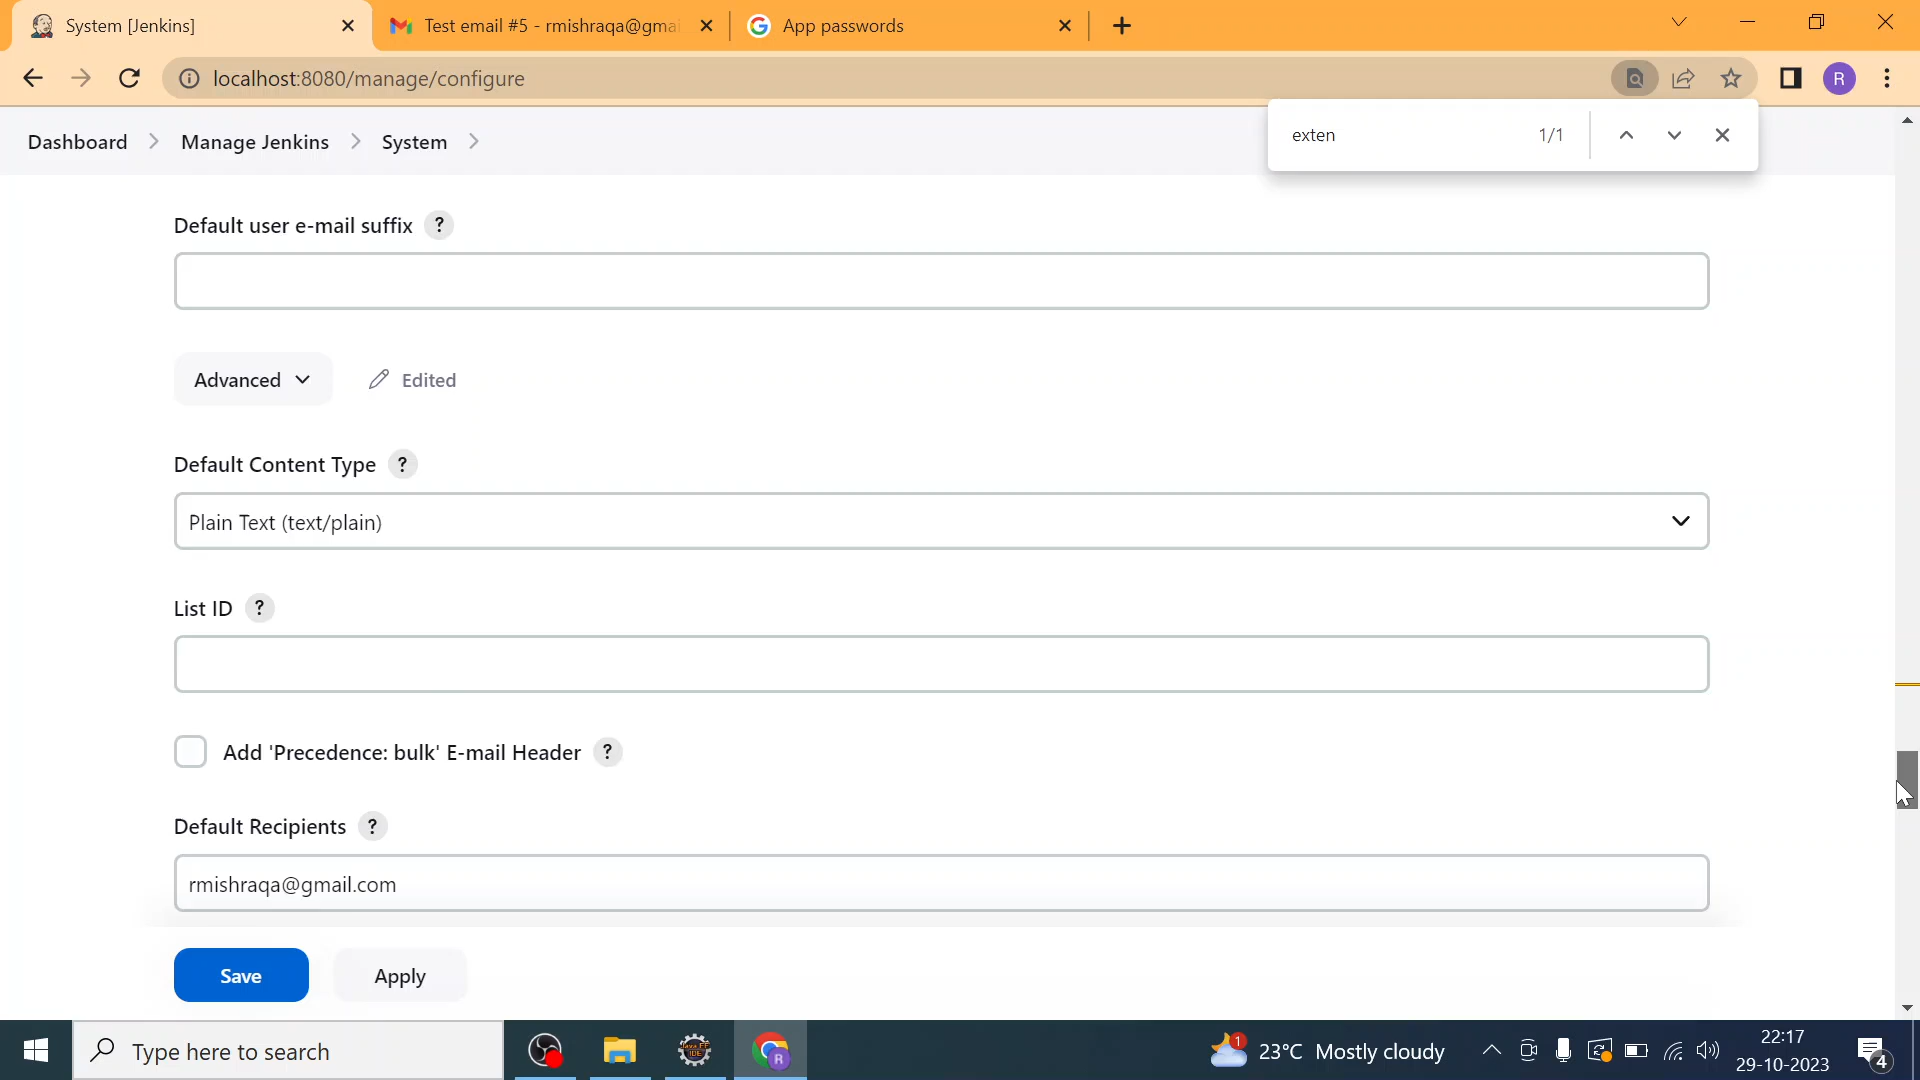 System [Jenkins]
Test email #5 - rmishraqa@gmai
App passwords
localhost:8080/manage/configure
R
exten
1/1
Dashboard
Manage Jenkins
System
Default user e-mail suffix ?
Advanced
Edited
Default Content Type ?
Plain Text (text/plain)
List ID ?
Add 'Precedence: bulk' E-mail Header ?
Default Recipients ?
rmishraqa@gmail.com
Save
Apply
Type here to search
R
1
23°C Mostly cloudy
22:17
29-10-2023
4